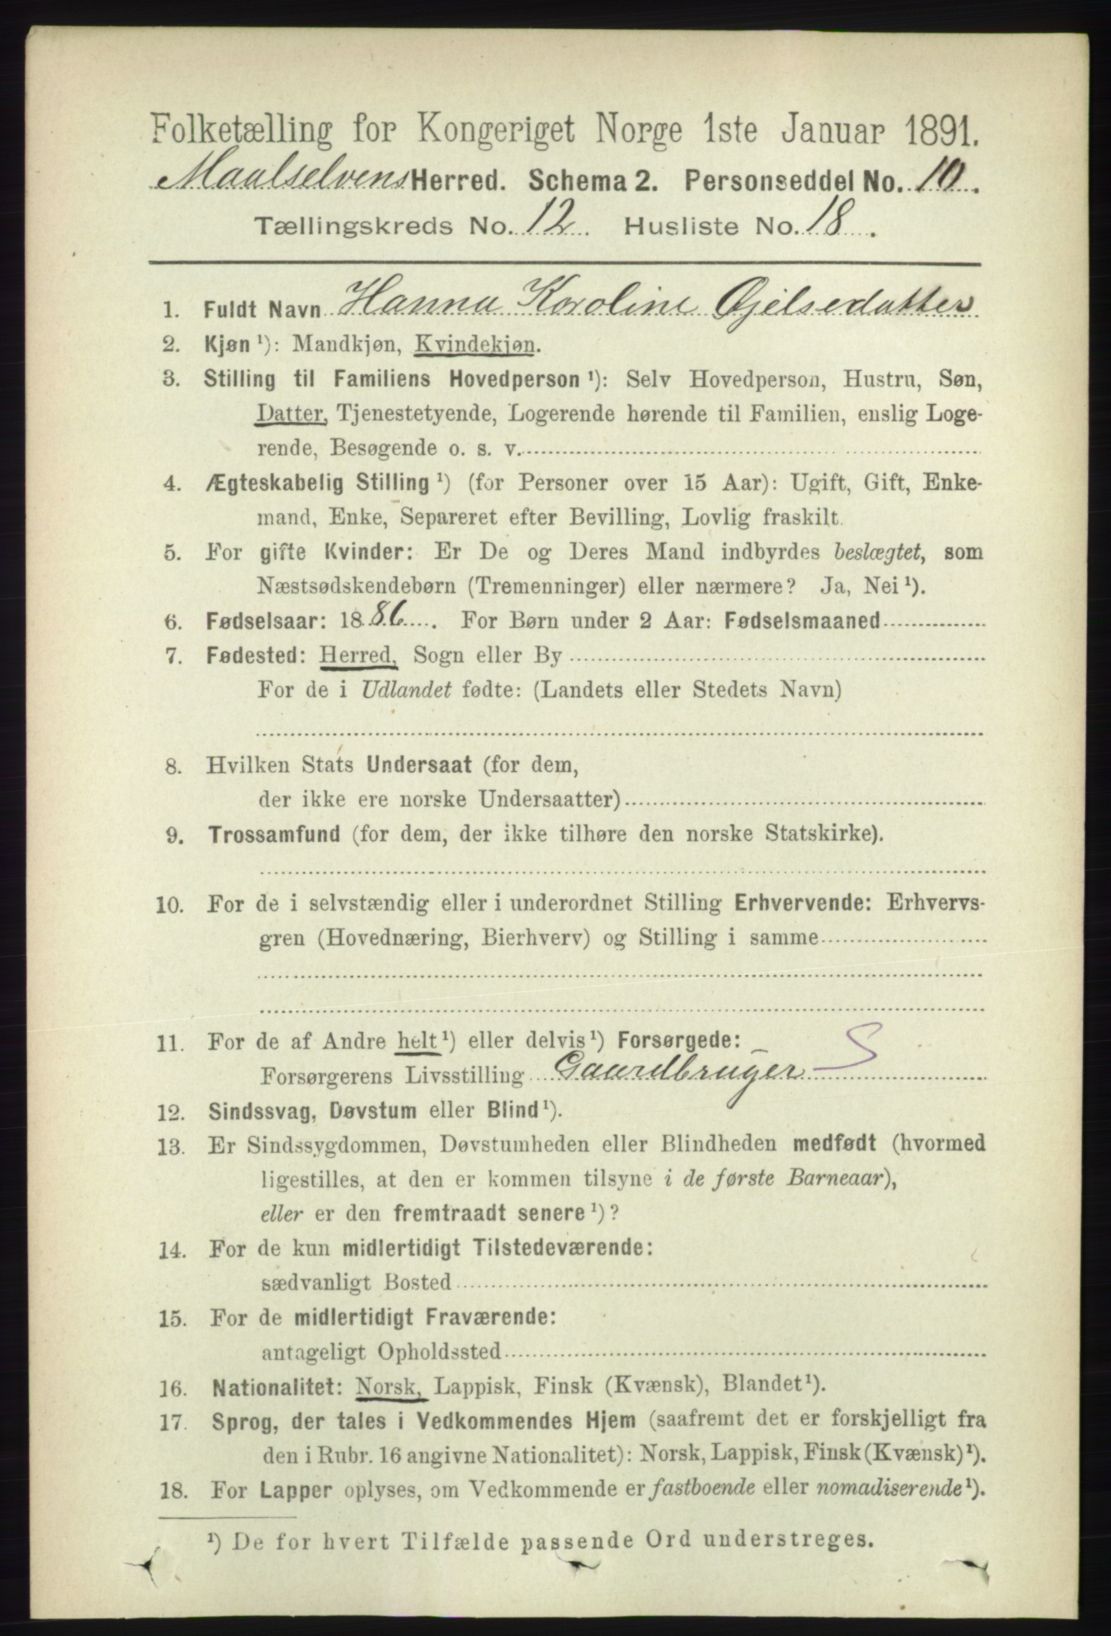 Folketælling for Kongeriget Norge 1ste Januar 1891.
Maalselvens Herred. Schema 2. Personseddel No. 10.
Tællingskreds No. 12. Husliste No. 18.
1. Fuldt Navn Hanna Karoline Ojelsedatter
2. Kjøn ¹): Mandkjøn, Kvindekjøn.
3. Stilling til Familiens Hovedperson ¹): Selv Hovedperson, Hustru, Søn,
Datter, Tjenestetyende, Logerende hørende til Familien, enslig Loge-
rende, Besøgende o. s. v.
4. Ægteskabelig Stilling ¹) (for Personer over 15 Aar): Ugift, Gift, Enke-
mand, Enke, Separeret efter Bevilling, Lovlig fraskilt.
5. For gifte Kvinder: Er De og Deres Mand indbyrdes beslægtet, som
Næstsødskendebørn (Tremenninger) eller nærmere? Ja, Nei ¹).
6. Fødselsaar: 1886. For Børn under 2 Aar: Fødselsmaaned
7. Fødested: Herred, Sogn eller By
For de i Udlandet fødte: (Landets eller Stedets Navn)
8. Hvilken Stats Undersaat (for dem,
der ikke ere norske Undersaatter)
9. Trossamfund (for dem, der ikke tilhøre den norske Statskirke).
10. For de i selvstændig eller i underordnet Stilling Erhvervende: Erhvervs-
gren (Hovednæring, Bierhverv) og Stilling i samme
11. For de af Andre helt ¹) eller delvis ¹) Forsørgede:
Forsørgerens Livsstilling Gaardbruger S
12. Sindssvag, Døvstum eller Blind ¹).
13. Er Sindssygdommen, Døvstumheden eller Blindheden medfødt (hvormed
ligestilles, at den er kommen tilsyne i de første Barneaar),
eller er den fremtraadt senere ¹)?
14. For de kun midlertidigt Tilstedeværende:
sædvanligt Bosted
15. For de midlertidigt Fraværende:
antageligt Opholdssted
16. Nationalitet: Norsk, Lappisk, Finsk (Kvænsk), Blandet ¹).
17. Sprog, der tales i Vedkommendes Hjem (saafremt det er forskjelligt fra
den i Rubr. 16 angivne Nationalitet): Norsk, Lappisk, Finsk (Kvænsk) ¹).
18. For Lapper oplyses, om Vedkommende er fastboende eller nomadiserende ¹).
¹) De for hvert Tilfælde passende Ord understreges.